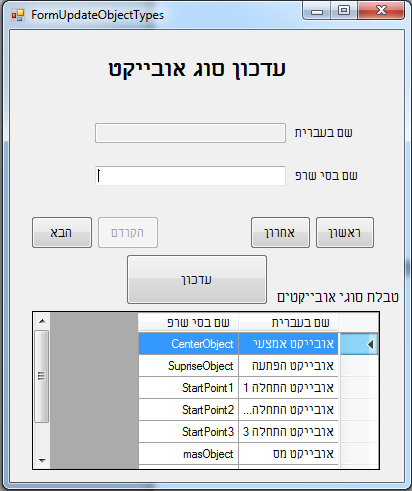 FormUpdateObjectTypes
עדכון סוג אובייקט
שם בעברית
שם בסי שרפ
ראשון אחרון הקודם הבא
עדכון
טבלת סוגי אובייקטים
שם בעברית שם בסי שרפ
אובייקט אמצעי CenterObject
אובייקט הפתעה SupriseObject
אובייקט התחלה 1 StartPoint1
אובייקט התחלה... StartPoint2
אובייקט התחלה 3 StartPoint3
אובייקט מס masObject